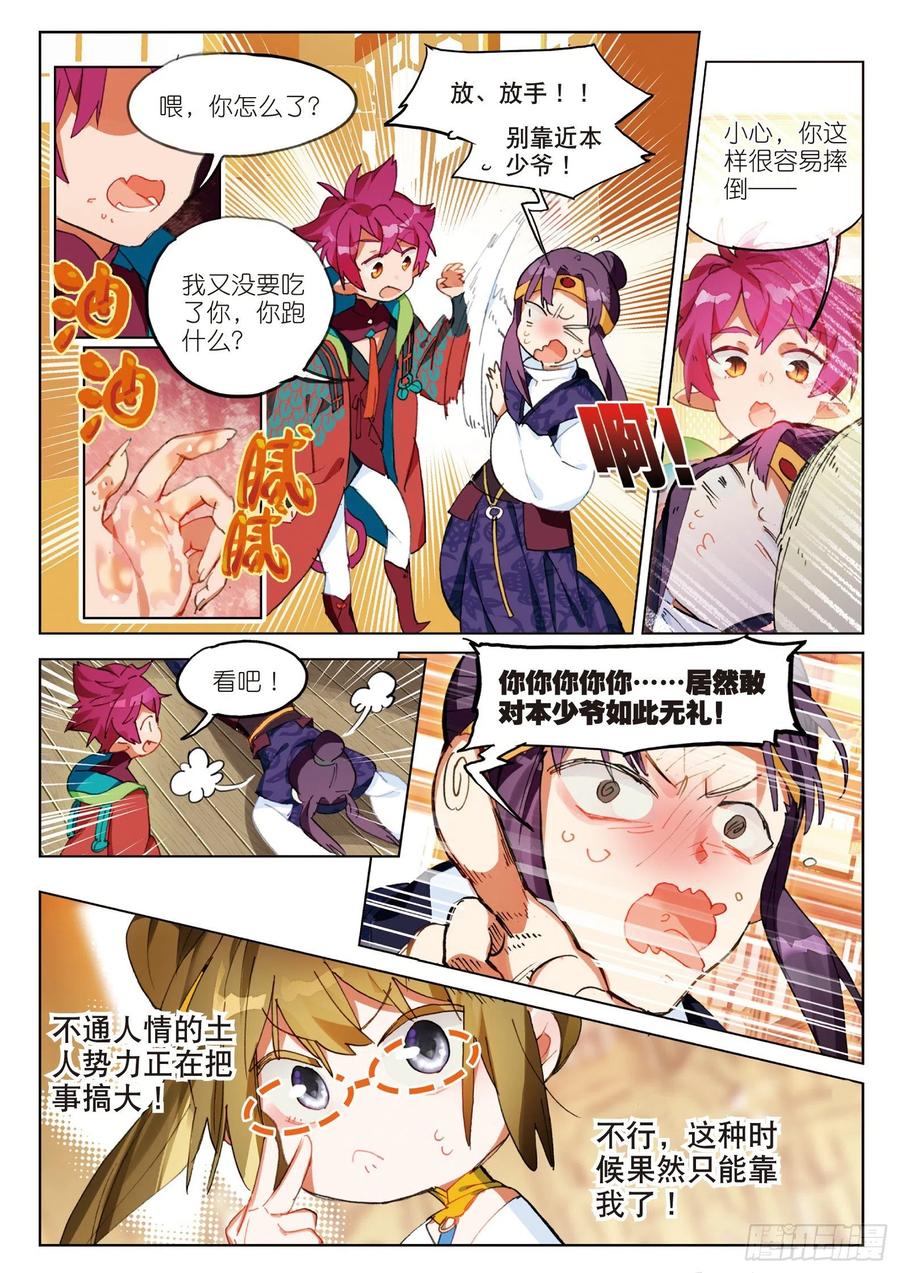 喂，你怎么了？
油
油
腻
腻
我又没要吃
了你，你跑
什么？
放、放手！！
别靠近本
少爷！
啊！
小心，你这
样很容易摔
倒——
看吧！
你你你你你……居然敢
对本少爷如此无礼！
不通人情的土
人势力正在把
事搞大！
不行，这种时
候果然只能靠
我了！
腾讯动漫